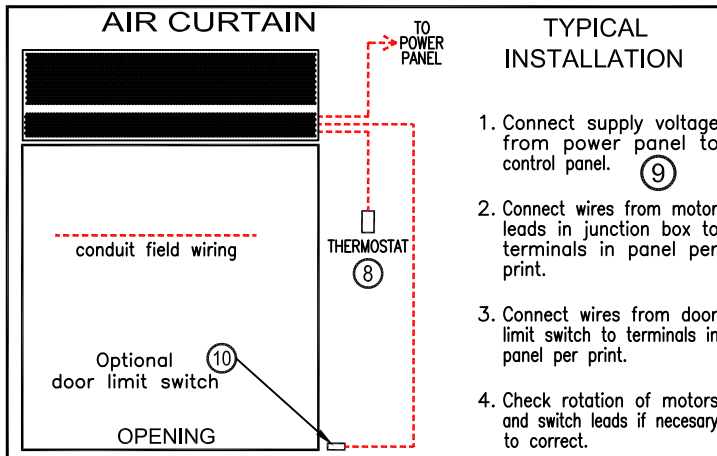 AIR CURTAIN
TO
POWER
PANEL
conduit field wiring
THERMOSTAT
8
Optional
door limit switch
10
OPENING
TYPICAL
INSTALLATION
1. Connect supply voltage
from power panel to
control panel.
9
2. Connect wires from motor
leads in junction box to
terminals in panel per
print.
3. Connect wires from door
limit switch to terminals in
panel per print.
4. Check rotation of motors
and switch leads if necesary
to correct.